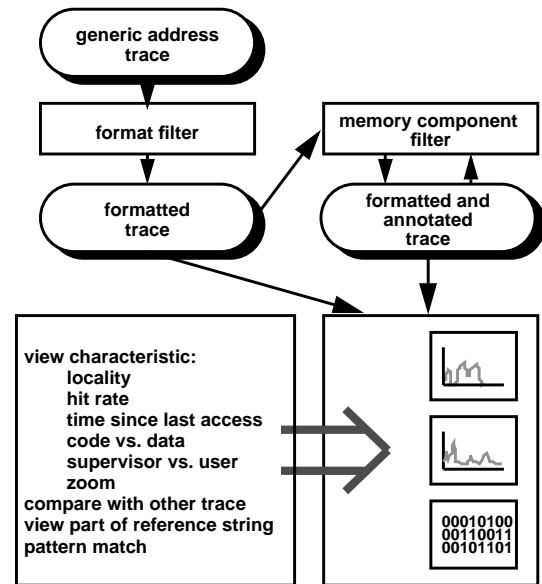 generic address
trace
format filter
memory component
filter
formatted
trace
formatted and
annotated
trace
view characteristic:
locality
hit rate
time since last access
code vs. data
supervisor vs. user
zoom
compare with other trace
view part of reference string
pattern match
00010100
00110011
00101101